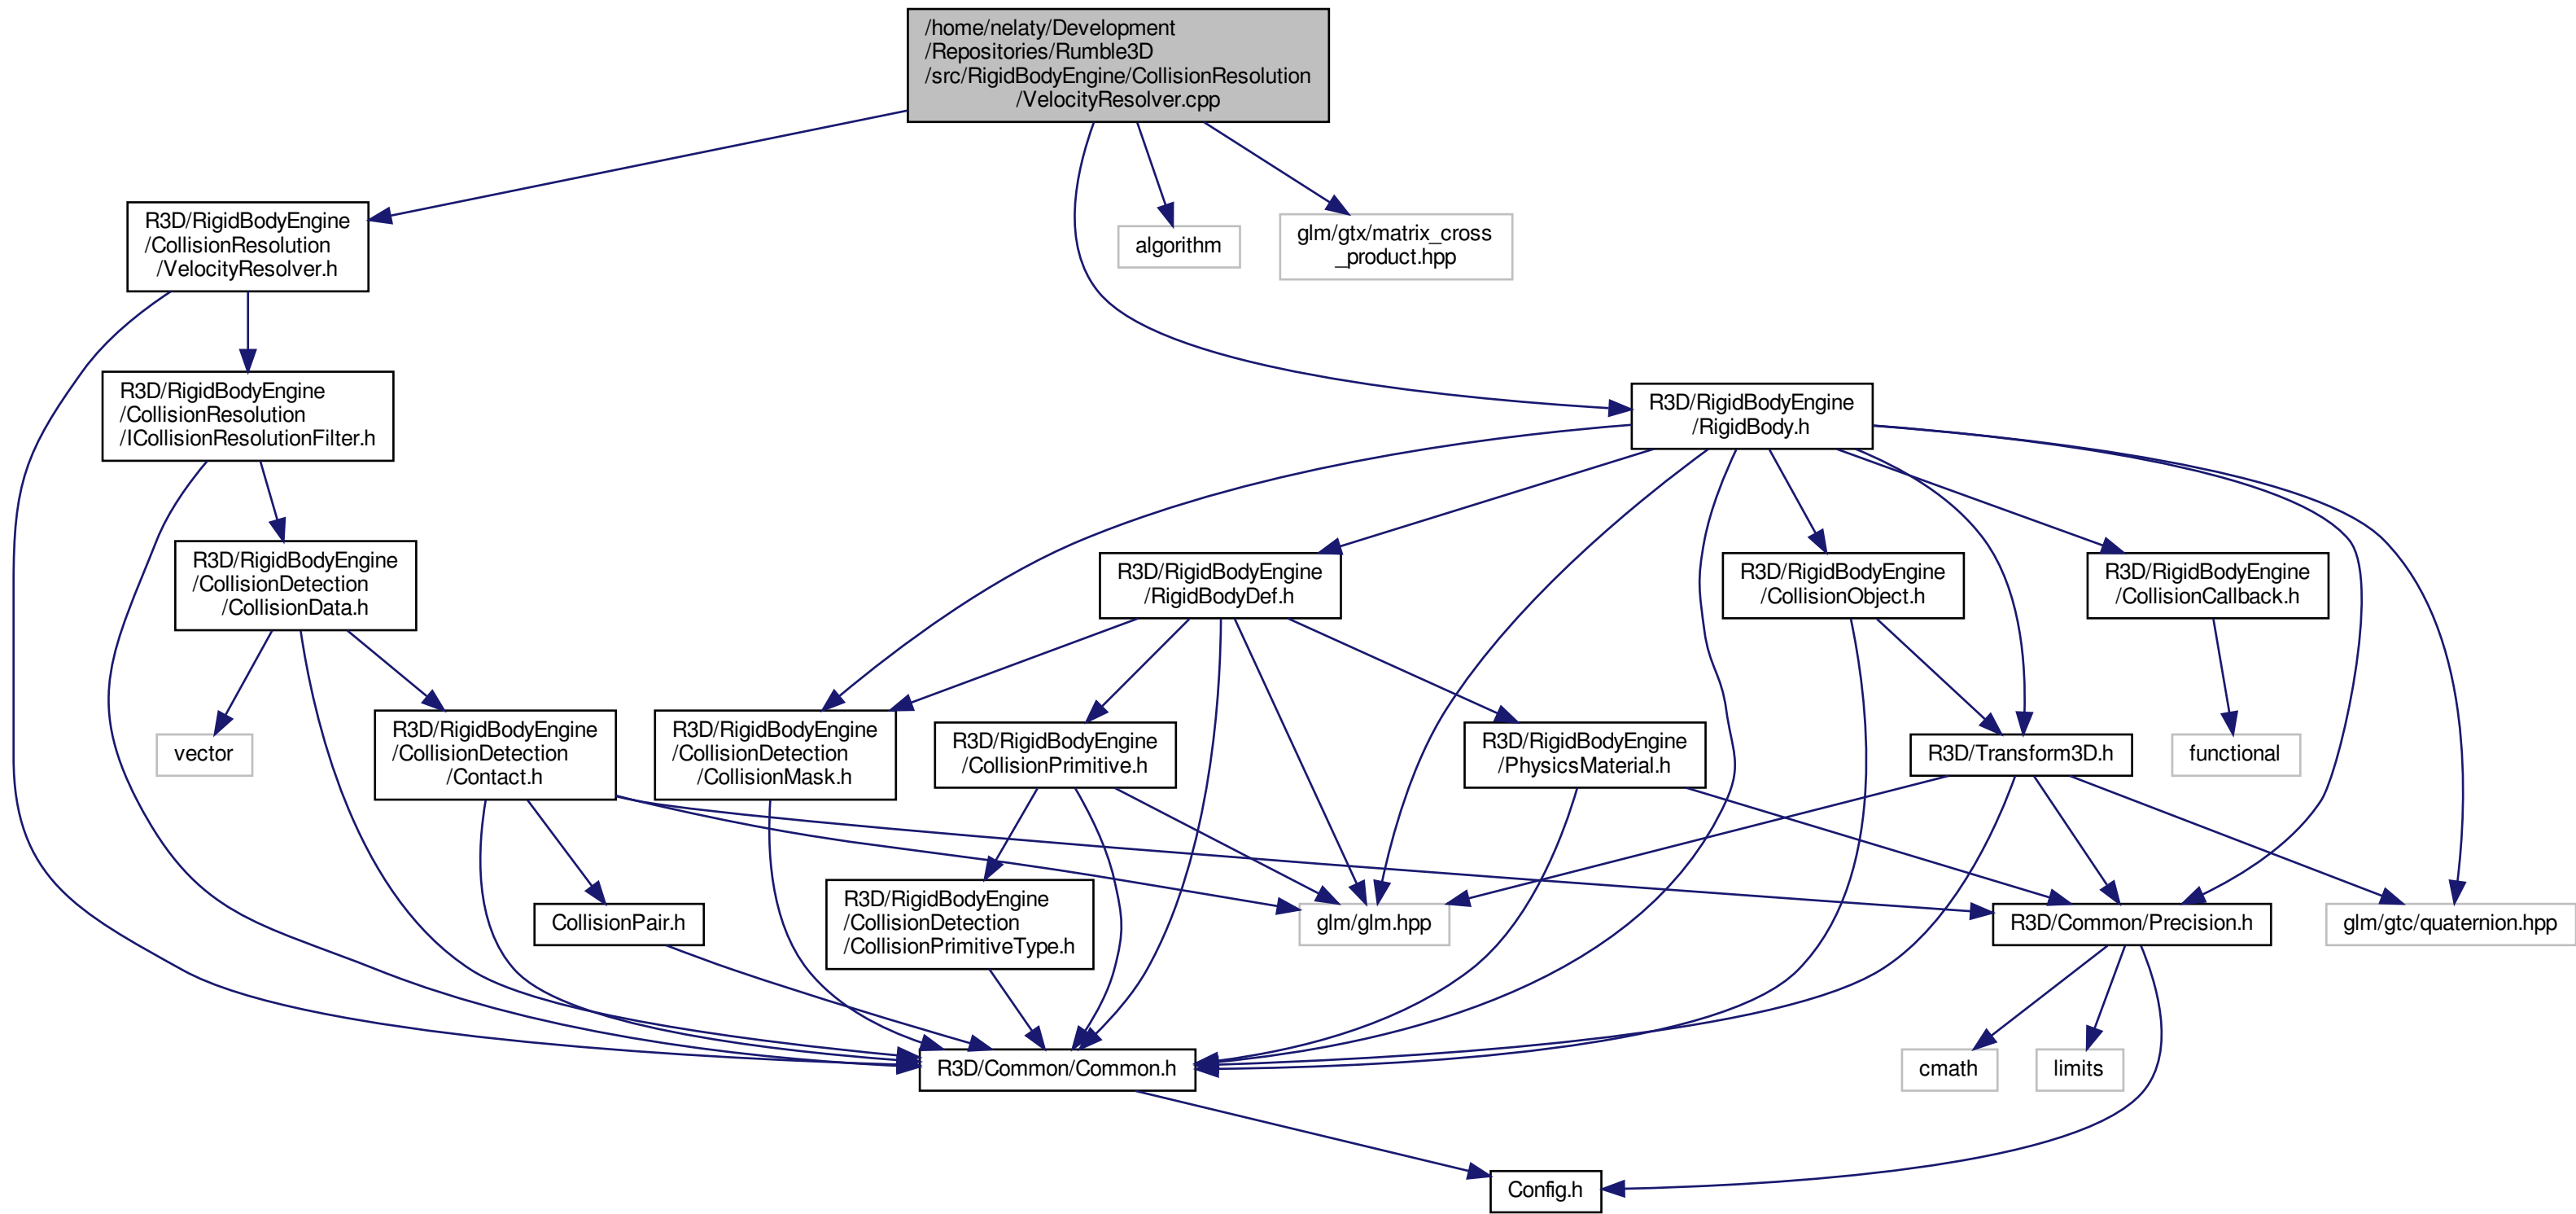 /home/nelaty/Development
/Repositories/Rumble3D
/src/RigidBodyEngine/CollisionResolution
/VelocityResolver.cpp
R3D/RigidBodyEngine
/CollisionResolution
/VelocityResolver.h
algorithm
glm/gtx/matrix_cross
_product.hpp
R3D/RigidBodyEngine
/CollisionResolution
/ICollisionResolutionFilter.h
R3D/RigidBodyEngine
/RigidBody.h
R3D/RigidBodyEngine
/CollisionDetection
/CollisionData.h
R3D/RigidBodyEngine
/RigidBodyDef.h
R3D/RigidBodyEngine
/CollisionObject.h
R3D/RigidBodyEngine
/CollisionCallback.h
vector
R3D/RigidBodyEngine
/CollisionDetection
/Contact.h
R3D/RigidBodyEngine
/CollisionDetection
/CollisionMask.h
R3D/RigidBodyEngine
/CollisionPrimitive.h
R3D/RigidBodyEngine
/PhysicsMaterial.h
R3D/Transform3D.h
functional
CollisionPair.h
R3D/RigidBodyEngine
/CollisionDetection
/CollisionPrimitiveType.h
glm/glm.hpp
R3D/Common/Precision.h
glm/gtc/quaternion.hpp
R3D/Common/Common.h
cmath
limits
Config.h